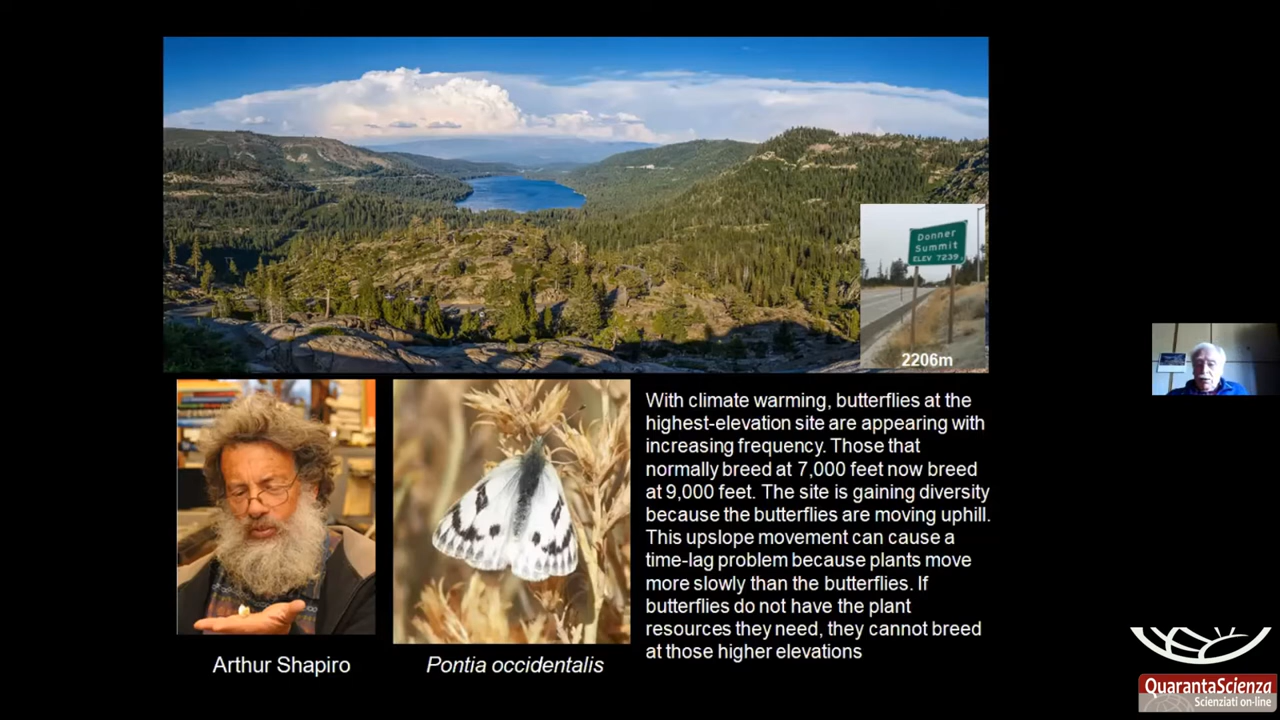 Donner
Summit
ELEV 7239
2206m
With climate warming, butterflies at the
highest-elevation site are appearing with
increasing frequency. Those that
normally breed at 7,000 feet now breed
at 9,000 feet. The site is gaining diversity
because the butterflies are moving uphill.
This upslope movement can cause a
time-lag problem because plants move
more slowly than the butterflies. If
butterflies do not have the plant
resources they need, they cannot breed
at those higher elevations
Arthur Shapiro
Pontia occidentalis
QuarantaScienza
Scienziati on-line